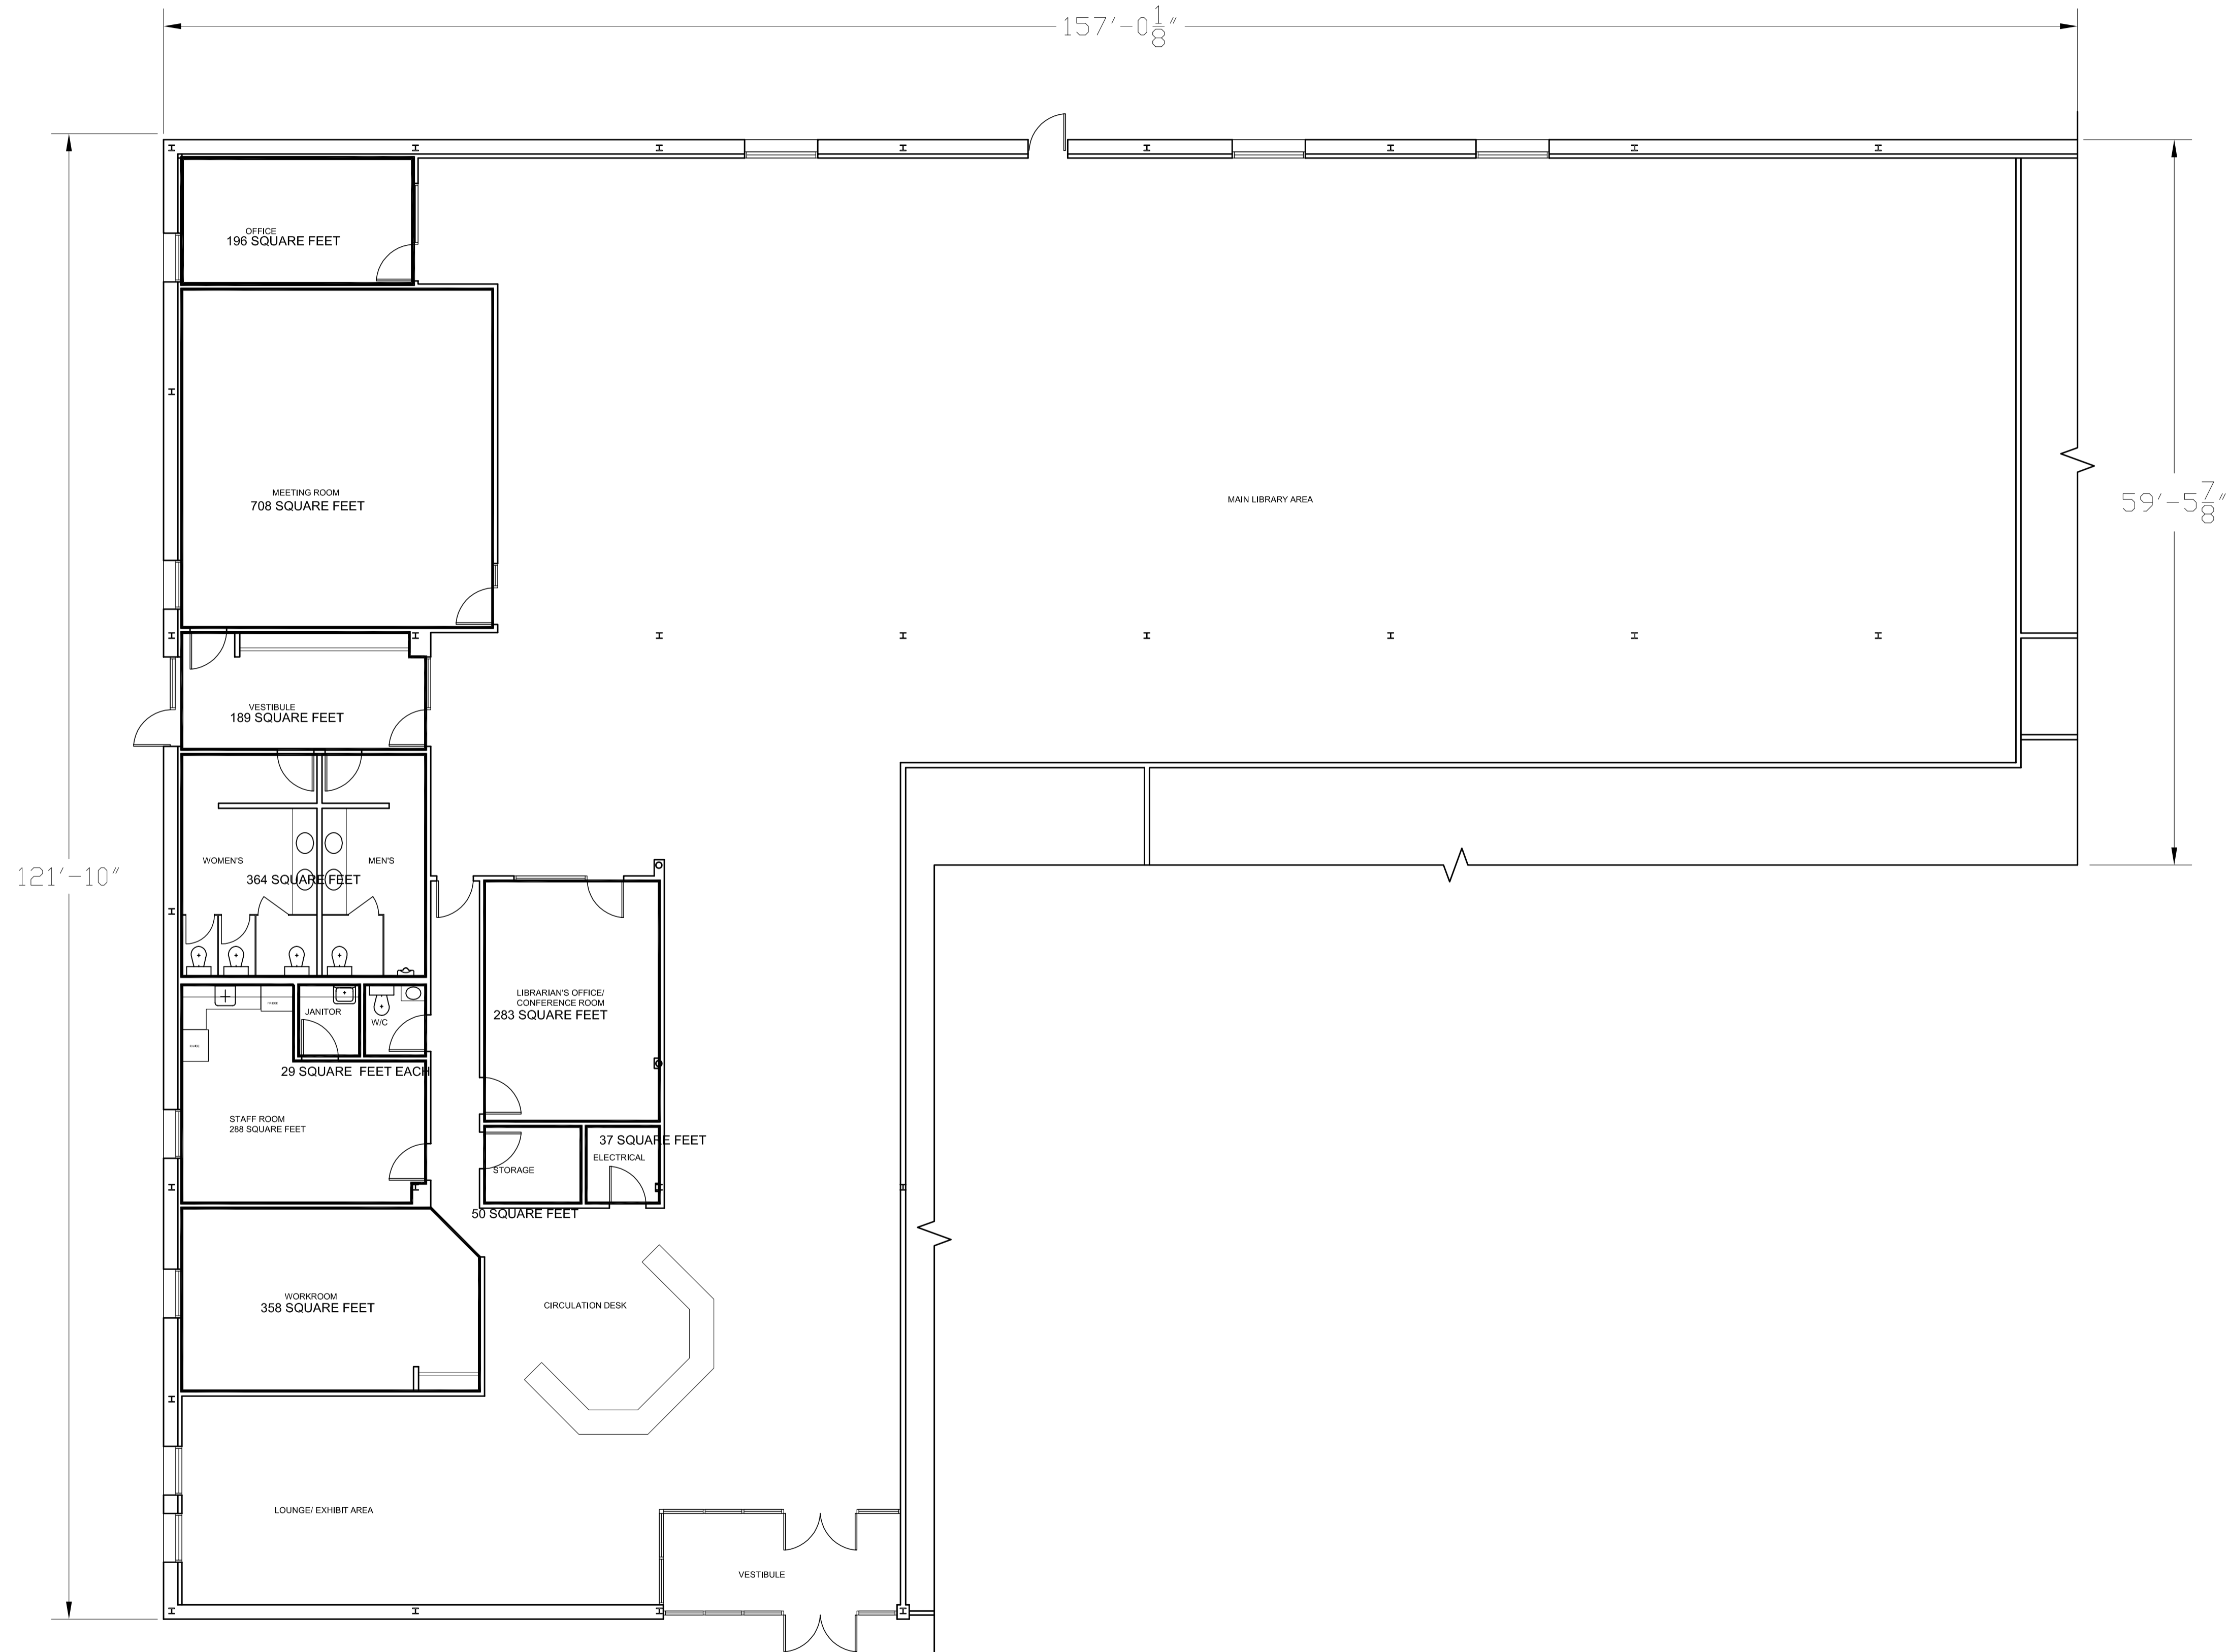 157'-0 1/8"
OFFICE
196 SQUARE FEET
MEETING ROOM
708 SQUARE FEET
MAIN LIBRARY AREA
59'-5 7/8"
VESTIBULE
189 SQUARE FEET
WOMEN'S
MEN'S
364 SQUARE FEET
121'-10"
LIBRARIAN'S OFFICE/
CONFERENCE ROOM
283 SQUARE FEET
JANITOR
W/C
29 SQUARE FEET EACH
STAFF ROOM
288 SQUARE FEET
37 SQUARE FEET
ELECTRICAL
STORAGE
50 SQUARE FEET
WORKROOM
358 SQUARE FEET
CIRCULATION DESK
LOUNGE/ EXHIBIT AREA
VESTIBULE